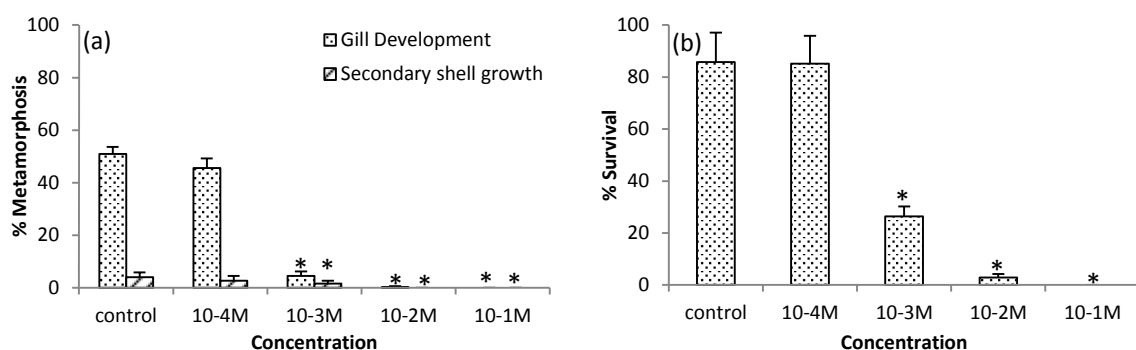 (a)
% Metamorphosis
100
80
60
40
20
0
Gill Development
Secondary shell growth
* * * * * *
control 10-4M 10-3M 10-2M 10-1M
Concentration
(b)
% Survival
100
80
60
40
20
0
* * *
control 10-4M 10-3M 10-2M 10-1M
Concentration